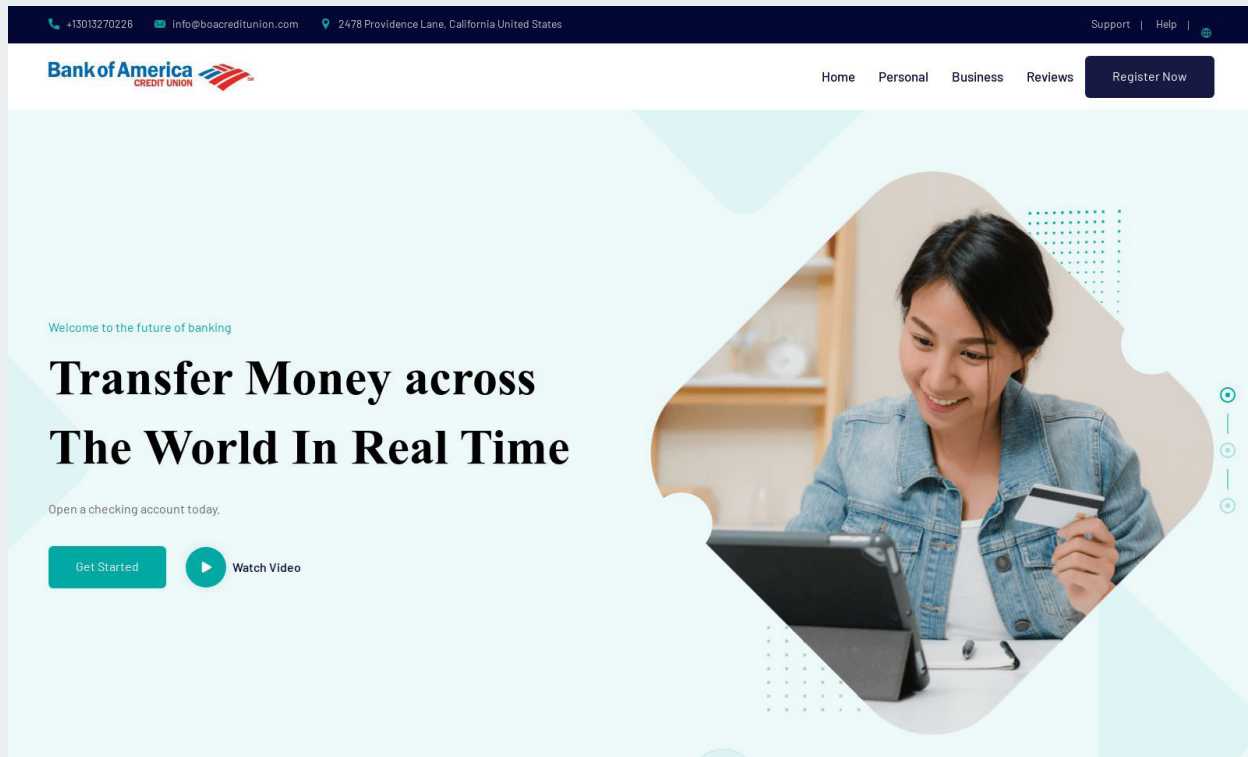 +13013270226
info@boacreditunion.com
2478 Providence Lane, California United States
Support | Help |
Bank of America
CREDIT UNION
SM
Home Personal Business Reviews Register Now
Welcome to the future of banking
Transfer Money across
The World In Real Time
Open a checking account today.
Get Started
Watch Video